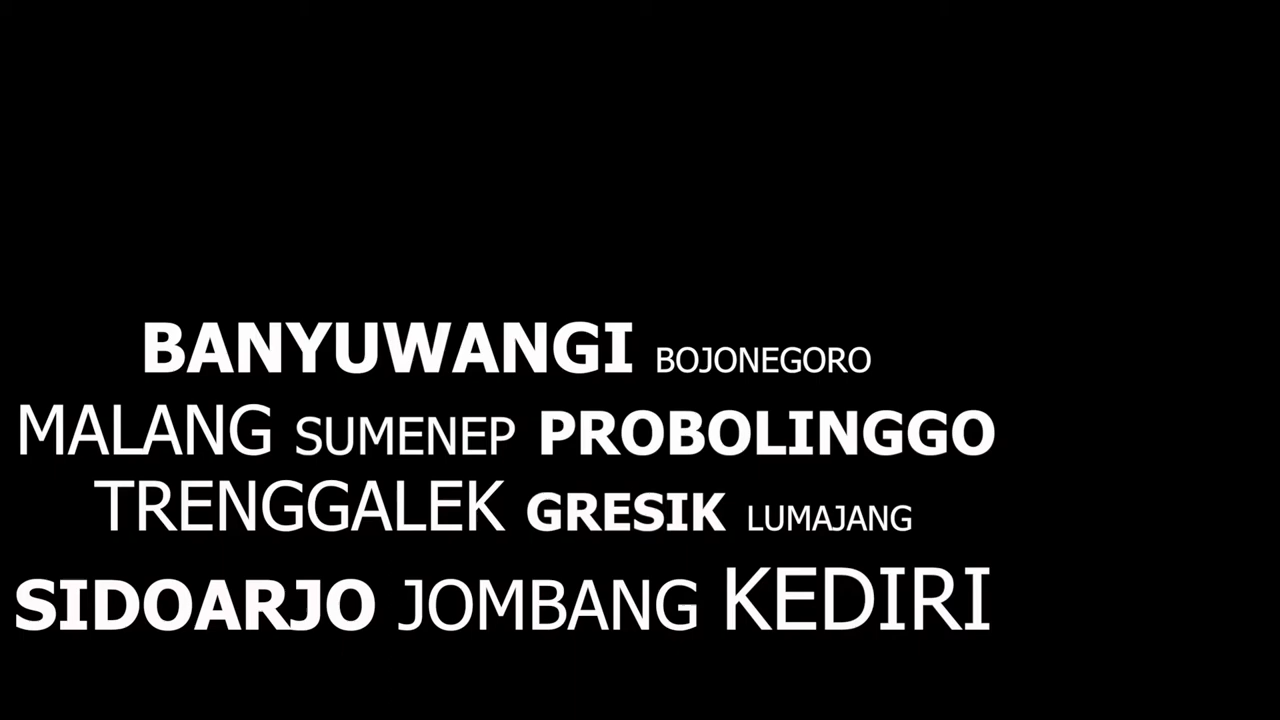 BANYUWANGI BOJONEGORO
MALANG SUMENEP PROBOLINGGO
TRENGGALEK GRESIK LUMAJANG
SIDOARJO JOMBANG KEDIRI